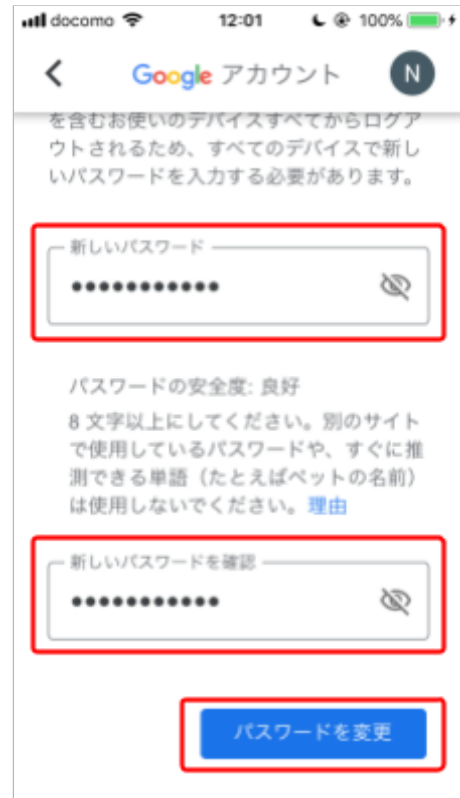 docomo 12:01 100%
Google アカウント N
を含むお使いのデバイスすべてからログア
ウトされるため、すべてのデバイスで新し
いパスワードを入力する必要があります。
新しいパスワード
•••••••••••
パスワードの安全度: 良好
8 文字以上にしてください。別のサイト
で使用しているパスワードや、すぐに推
測できる単語（たとえばペットの名前）
は使用しないでください。理由
新しいパスワードを確認
•••••••••••
パスワードを変更